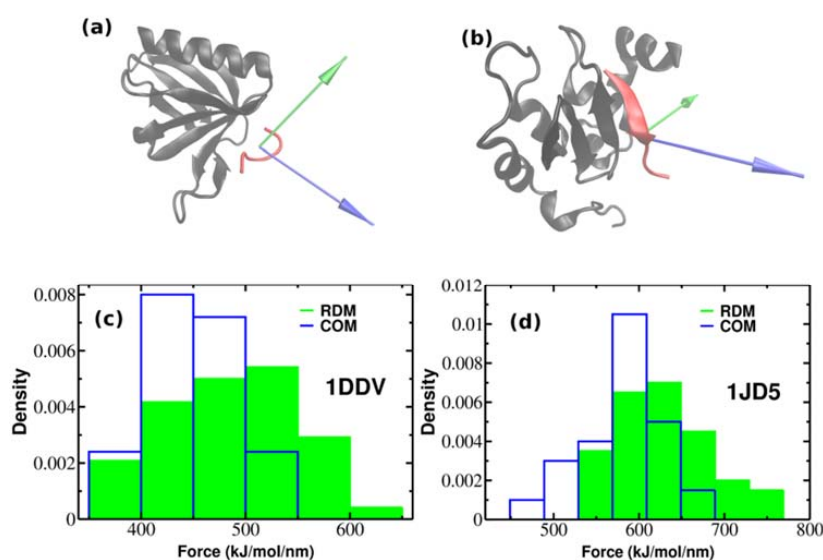 (a)
(b)
(c)
RDM
COM
1DDV
Density
0.008
0.006
0.004
0.002
0
400
500
600
Force (kJ/mol/nm)
(d)
RDM
COM
1JD5
Density
0.012
0.01
0.008
0.006
0.004
0.002
0
500
600
700
800
Force (kJ/mol/nm)